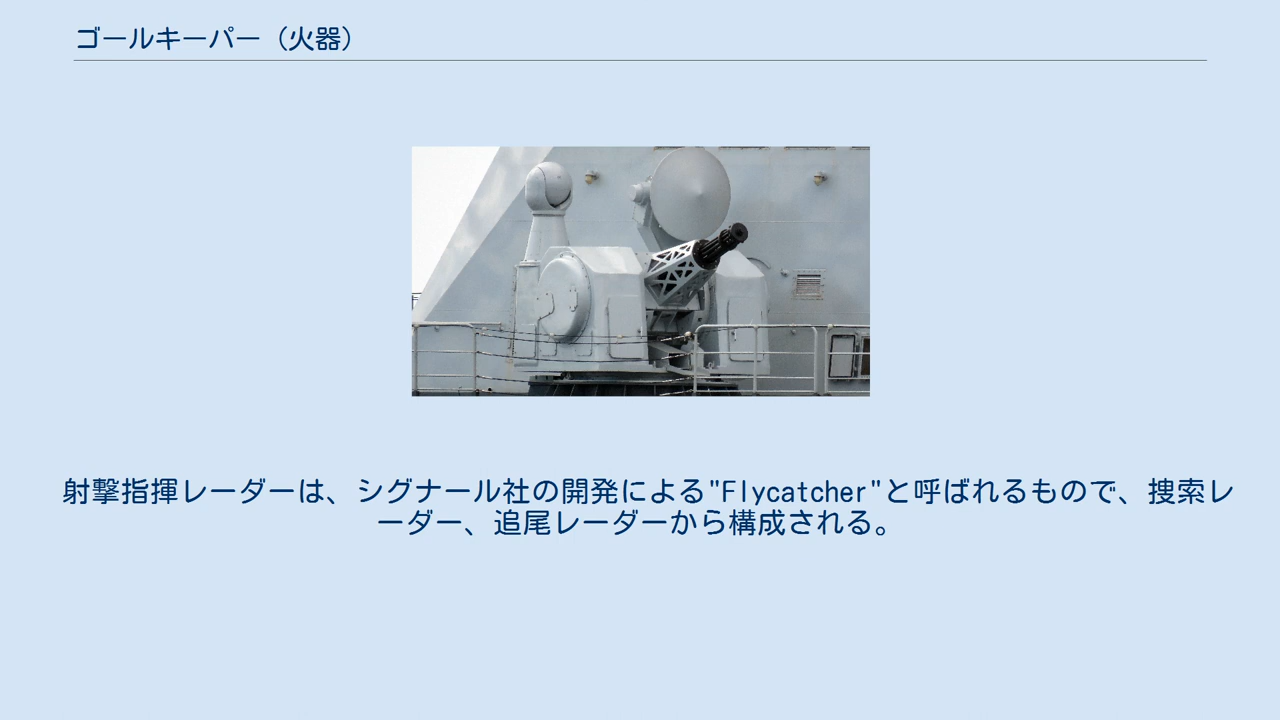 ゴールキーパー（火器）
射撃指揮レーダーは、シグナール社の開発による"Flycatcher"と呼ばれるもので、捜索レ
ーダー、追尾レーダーから構成される。